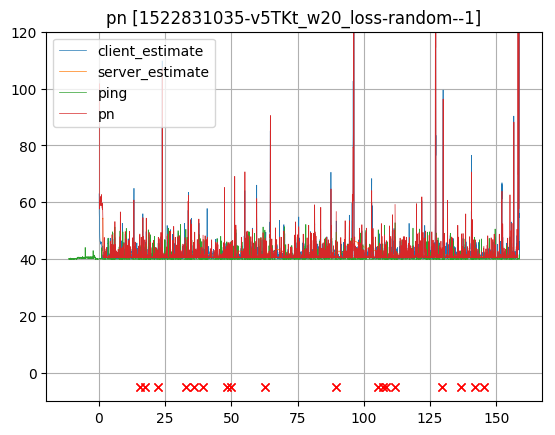 pn [1522831035-v5TKt_w20_loss-random--1]
client_estimate
server_estimate
ping
pn
120
100
80
60
40
20
0
0 25 50 75 100 125 150